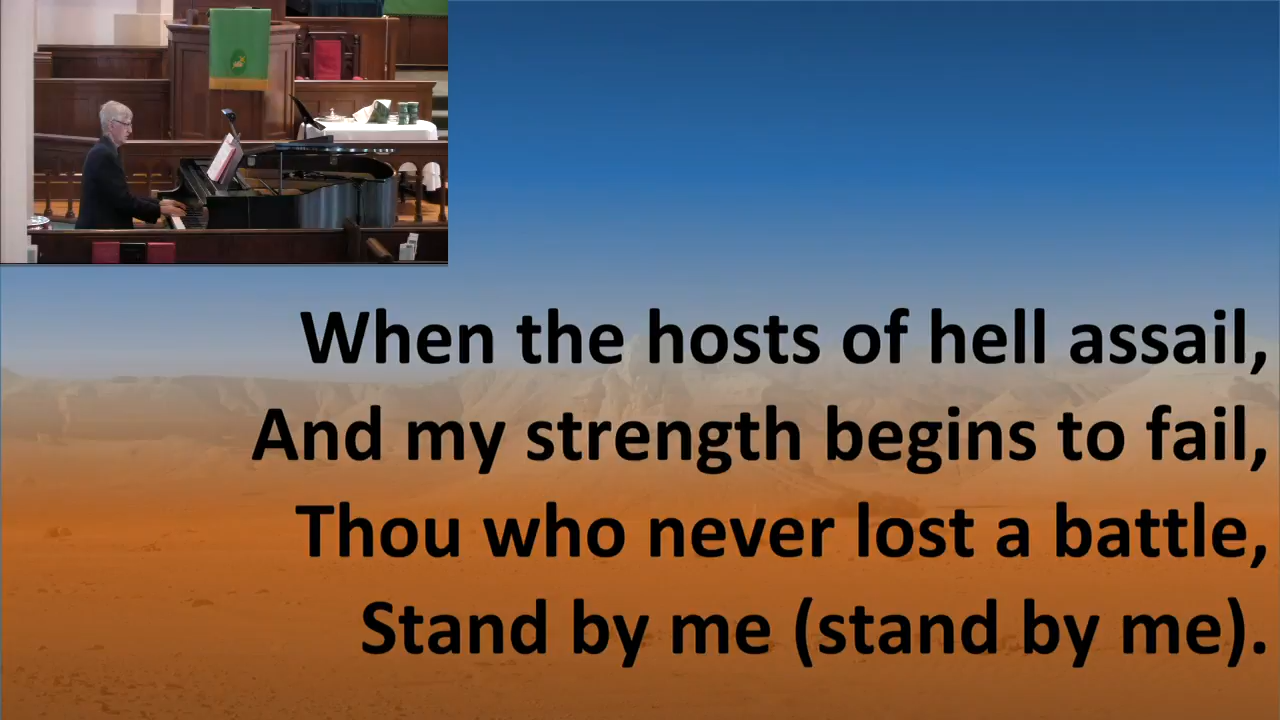 When the hosts of hell assail,
And my strength begins to fail,
Thou who never lost a battle,
Stand by me (stand by me).